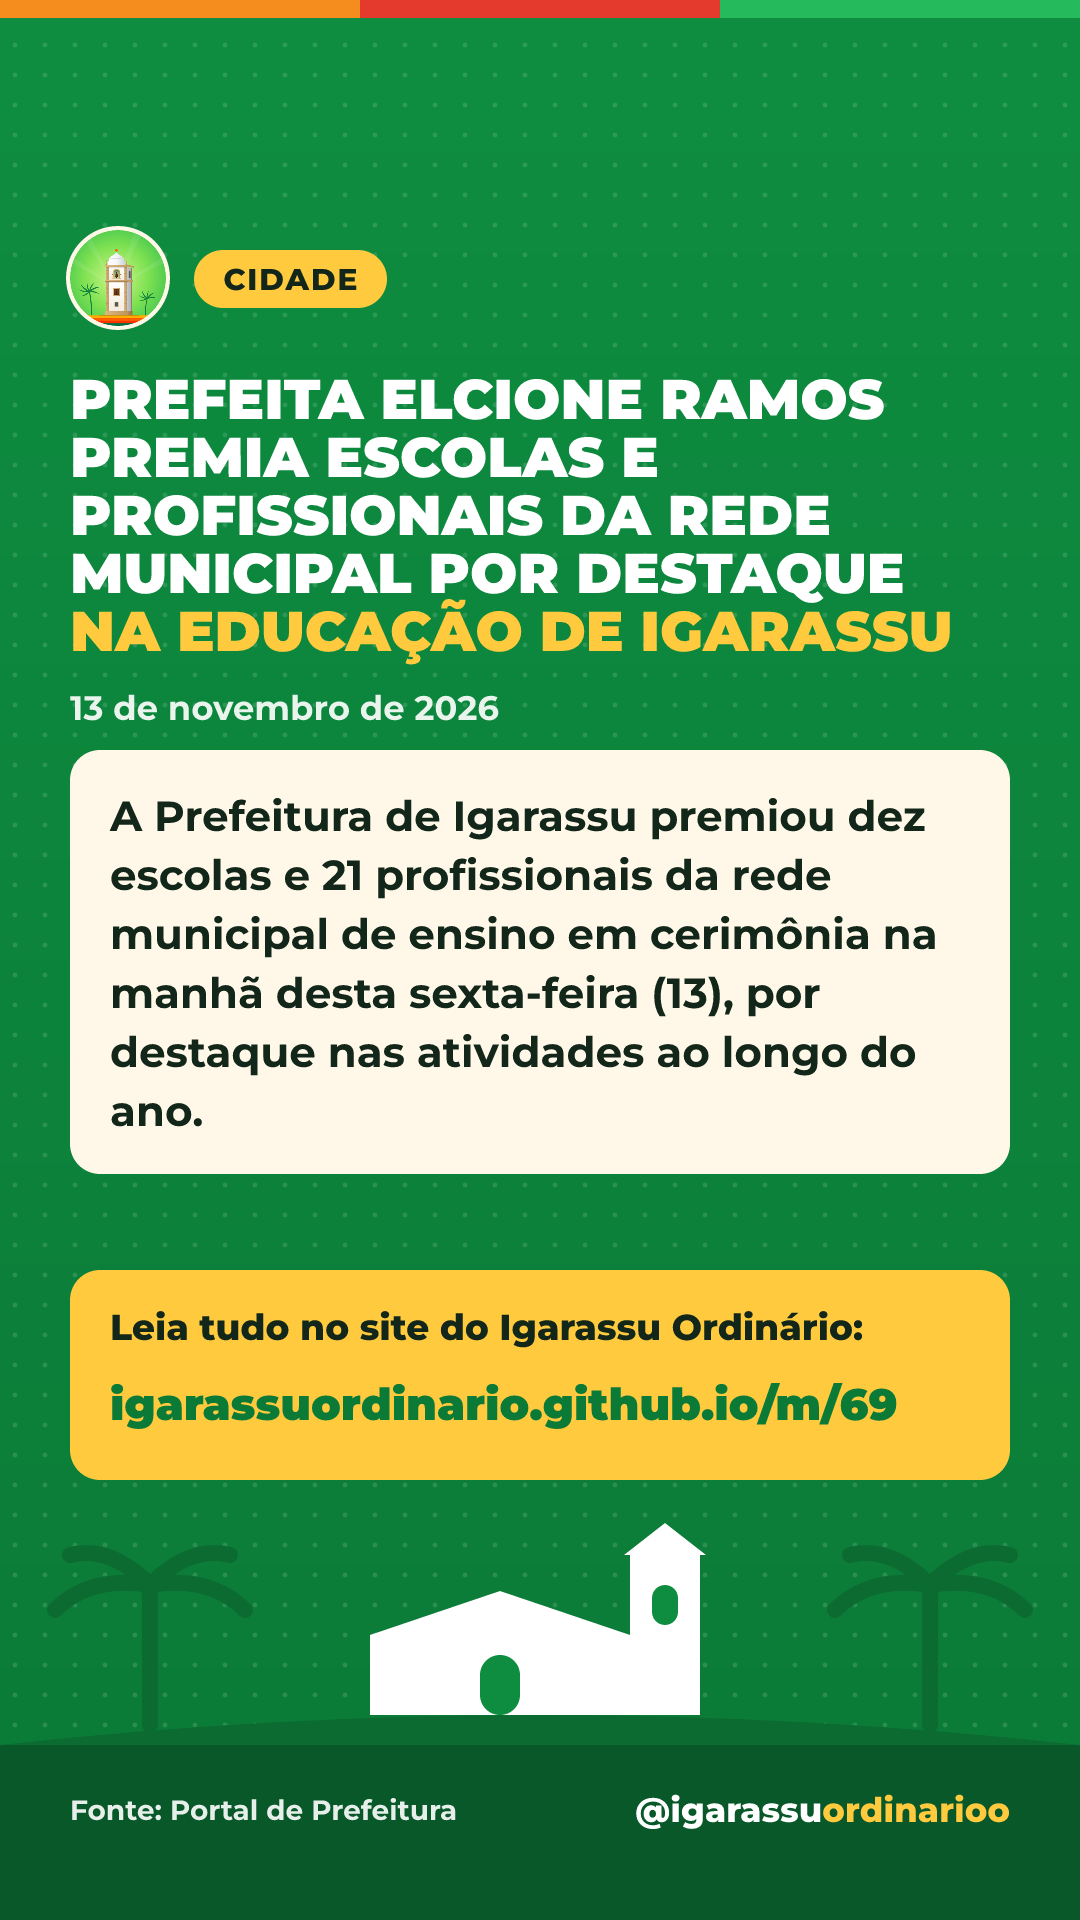 CIDADE
PREFEITA ELCIONE RAMOS
PREMIA ESCOLAS E
PROFISSIONAIS DA REDE
MUNICIPAL POR DESTAQUE
NA EDUCAÇÃO DE IGARASSU
13 de novembro de 2026
A Prefeitura de Igarassu premiou dez
escolas e 21 profissionais da rede
municipal de ensino em cerimônia na
manhã desta sexta-feira (13), por
destaque nas atividades ao longo do
ano.
Leia tudo no site do Igarassu Ordinário:
igarassuordinario.github.io/m/69
Fonte: Portal de Prefeitura
@igarassuordinarioo